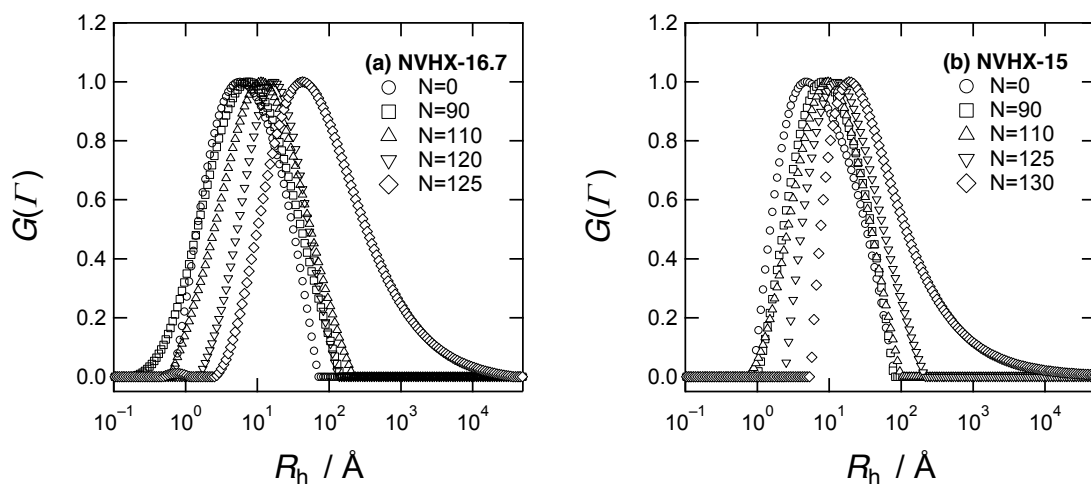 1.2
1.0
0.8
0.6
0.4
0.2
0.0
G(Γ)
(a) NVHX-16.7
N=0
N=90
N=110
N=120
N=125
10⁻¹ 10⁰ 10¹ 10² 10³ 10⁴
Rₕ / Å
1.2
1.0
0.8
0.6
0.4
0.2
0.0
G(Γ)
(b) NVHX-15
N=0
N=90
N=110
N=125
N=130
10⁻¹ 10⁰ 10¹ 10² 10³ 10⁴
Rₕ / Å